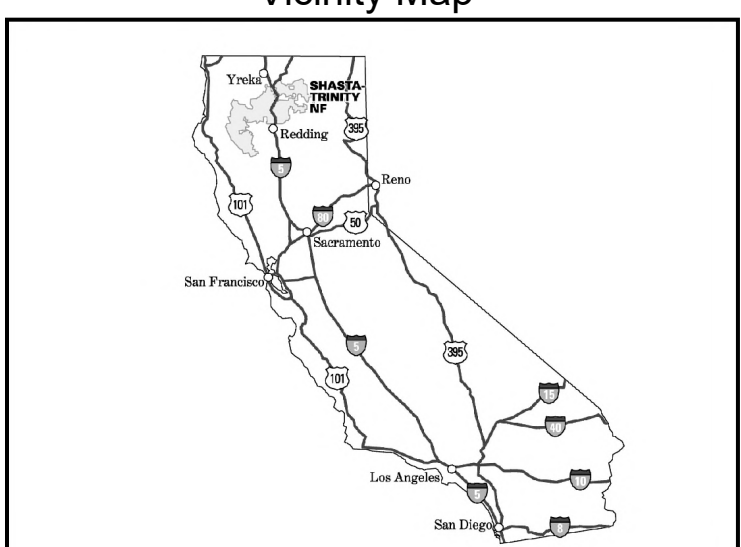 Vicinity Map
Yreka
SHASTA-
TRINITY
NF
Redding
395
5
Reno
101
80
50
Sacramento
San Francisco
5
395
101
15
40
Los Angeles
10
5
San Diego
8